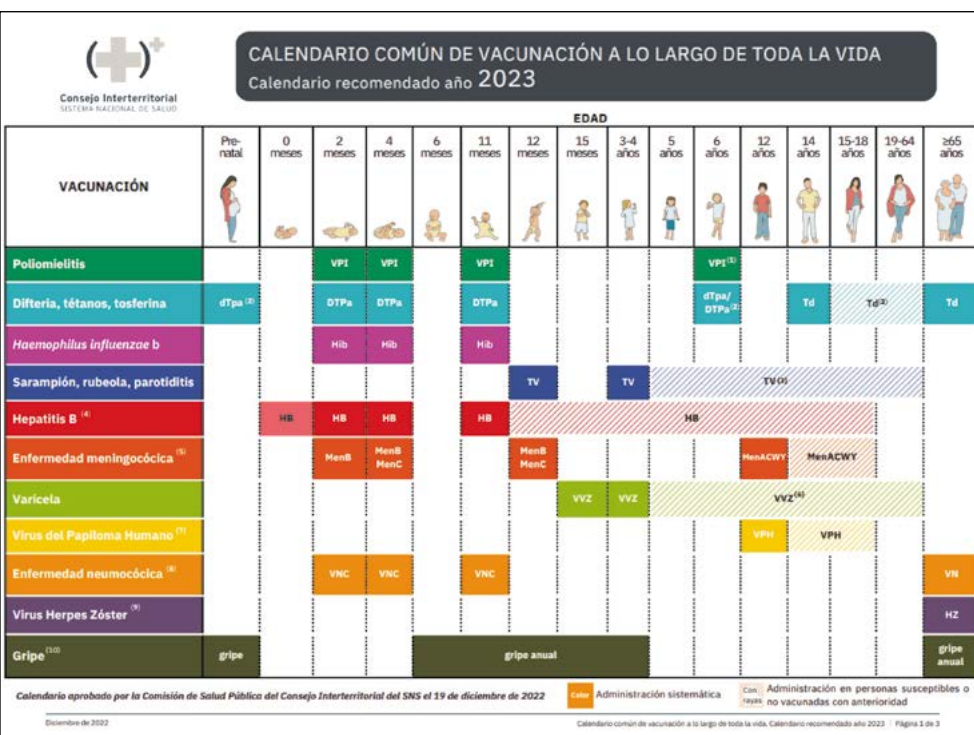 CALENDARIO COMÚN DE VACUNACIÓN A LO LARGO DE TODA LA VIDA
Calendario recomendado año 2023
Consejo Interterritorial
SISTEMA NACIONAL DE SALUD
EDAD
VACUNACIÓN
Pre-natal
0 meses
2 meses
4 meses
6 meses
11 meses
12 meses
15 meses
3-4 años
5 años
6 años
12 años
14 años
15-18 años
19-64 años
≥65 años
Poliomielitis VPI VPI VPI VPI(1)
Difteria, tétanos, tosferina dTpa (2) DTPa DTPa DTPa dTpa/ DTPa(2) Td Td(2) Td
Haemophilus influenzae b Hib Hib Hib
Sarampión, rubeola, parotiditis TV TV TV(3)
Hepatitis B (4) HB HB HB HB HB
Enfermedad meningocócica (5) MenB MenB MenC MenB MenC MenACWY MenACWY
Varicela VVZ VVZ VVZ(6)
Virus del Papiloma Humano (7) VPH VPH
Enfermedad neumocócica (8) VNC VNC VNC VN
Virus Herpes Zóster (9) HZ
Gripe(10) gripe gripe anual gripe anual
Calendario aprobado por la Comisión de Salud Pública del Consejo Interterritorial del SNS el 19 de diciembre de 2022
Color Administración sistemática
Con rayas Administración en personas susceptibles o
no vacunadas con anterioridad
Diciembre de 2022
Calendario común de vacunación a lo largo de toda la vida. Calendario recomendado año 2023 | Página 1 de 3